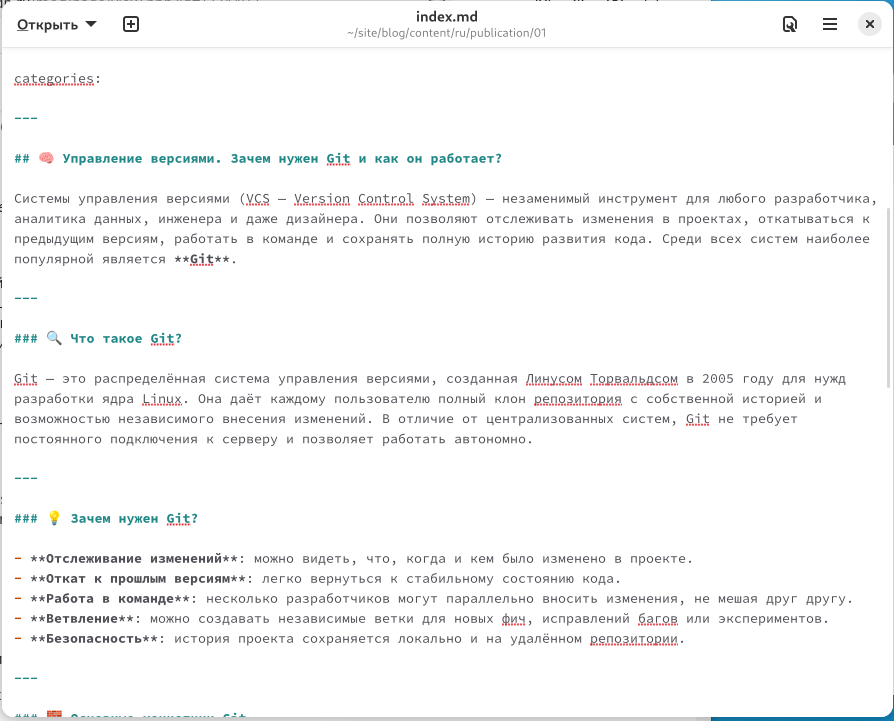 Открыть
index.md
~/site/blog/content/ru/publication/01
categories:
---
## 🧠 Управление версиями. Зачем нужен Git и как он работает?
Системы управления версиями (VCS — Version Control System) — незаменимый инструмент для любого разработчика,
аналитика данных, инженера и даже дизайнера. Они позволяют отслеживать изменения в проектах, откатываться к
предыдущим версиям, работать в команде и сохранять полную историю развития кода. Среди всех систем наиболее
популярной является **Git**.
---
### 🔍 Что такое Git?
Git — это распределённая система управления версиями, созданная Линусом Торвальдсом в 2005 году для нужд
разработки ядра Linux. Она даёт каждому пользователю полный клон репозитория с собственной историей и
возможностью независимого внесения изменений. В отличие от централизованных систем, Git не требует
постоянного подключения к серверу и позволяет работать автономно.
---
### 💡 Зачем нужен Git?
- **Отслеживание изменений**: можно видеть, что, когда и кем было изменено в проекте.
- **Откат к прошлым версиям**: легко вернуться к стабильному состоянию кода.
- **Работа в команде**: несколько разработчиков могут параллельно вносить изменения, не мешая друг другу.
- **Ветвление**: можно создавать независимые ветки для новых фич, исправлений багов или экспериментов.
- **Безопасность**: история проекта сохраняется локально и на удалённом репозитории.
---